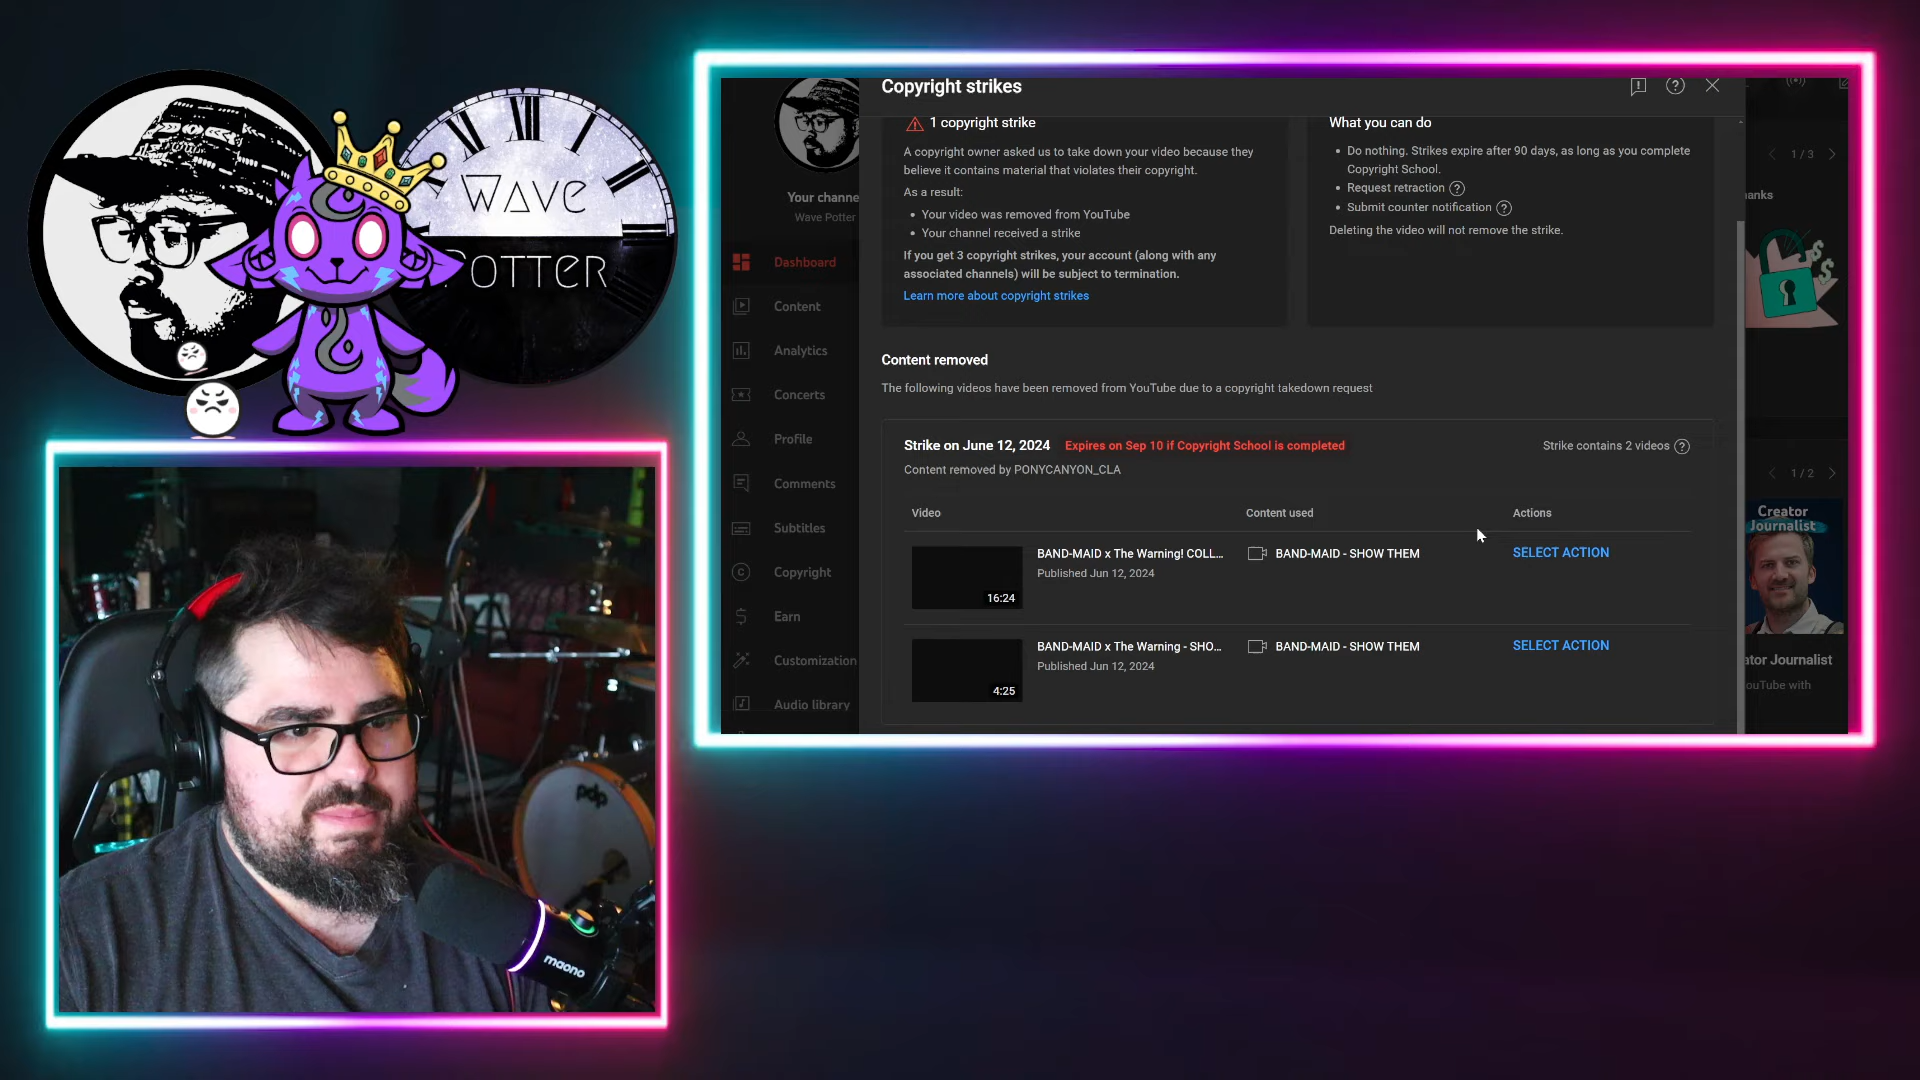 WAVE
POTTER
pdp
maono
Copyright strikes
1 copyright strike
A copyright owner asked us to take down your video because they
believe it contains material that violates their copyright.
As a result:
Your video was removed from YouTube
Your channel received a strike
If you get 3 copyright strikes, your account (along with any
associated channels) will be subject to termination.
Learn more about copyright strikes
What you can do
Do nothing. Strikes expire after 90 days, as long as you complete
Copyright School.
Request retraction
Submit counter notification
Deleting the video will not remove the strike.
Your channe
Wave Potter
Dashboard
Content
Analytics
Concerts
Profile
Comments
Subtitles
Copyright
Earn
Customization
Audio library
Content removed
The following videos have been removed from YouTube due to a copyright takedown request
Strike on June 12, 2024 Expires on Sep 10 if Copyright School is completed Strike contains 2 videos
Content removed by PONYCANYON_CLA
Video Content used Actions
BAND-MAID x The Warning! COLL... BAND-MAID - SHOW THEM SELECT ACTION
Published Jun 12, 2024
16:24
BAND-MAID x The Warning - SHO... BAND-MAID - SHOW THEM SELECT ACTION
Published Jun 12, 2024
4:25
1 / 3
hanks
1 / 2
Creator
Journalist
ator Journalist
ouTube with